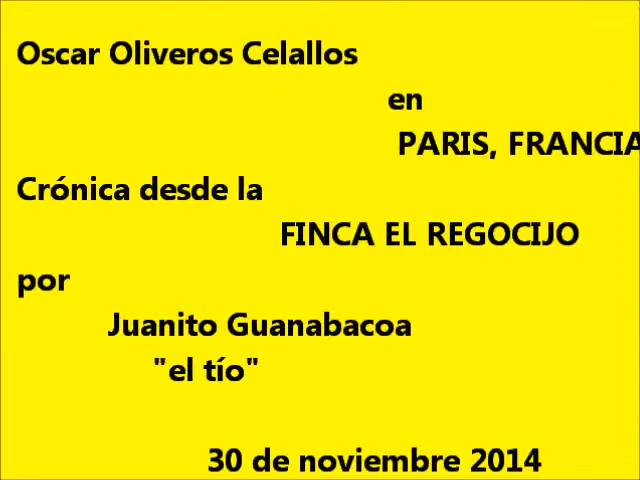 Oscar Oliveros Celallos
en
PARIS, FRANCIA
Crónica desde la
FINCA EL REGOCIJO
por
Juanito Guanabacoa
"el tío"
30 de noviembre 2014